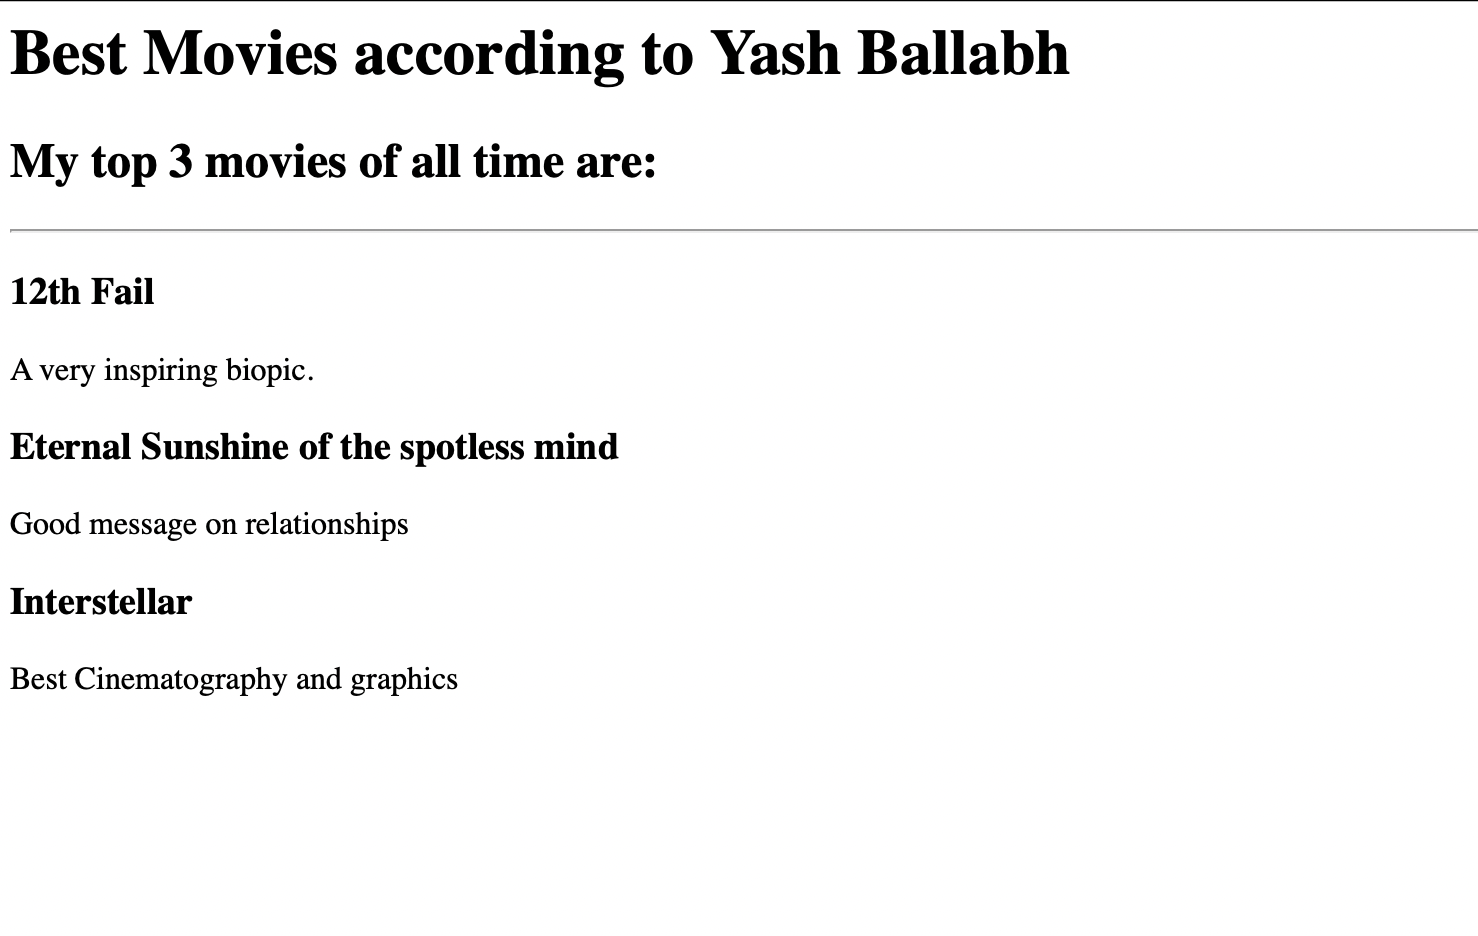 Best Movies according to Yash Ballabh
My top 3 movies of all time are:
12th Fail
A very inspiring biopic.
Eternal Sunshine of the spotless mind
Good message on relationships
Interstellar
Best Cinematography and graphics